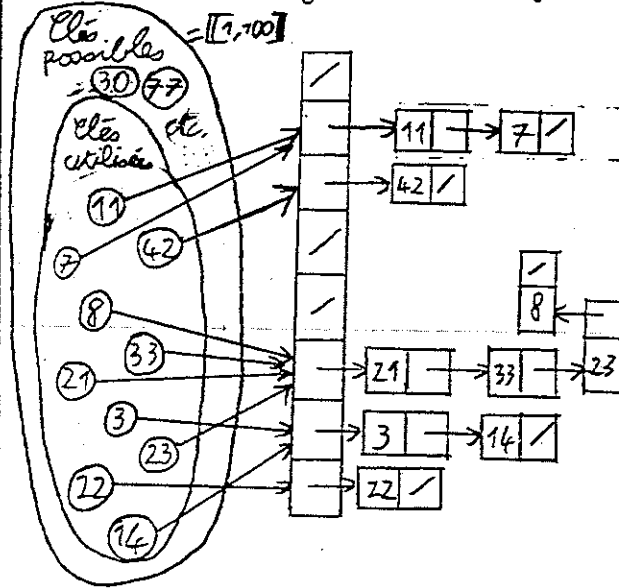 Clés = [[1,100]]
possibles
= 30 77
Clés etc.
utilisées
11
7
42
8
33
21
3
23
22
14
/
11 7 /
42 /
/
/
/
8
21 33 23
3 14 /
22 /